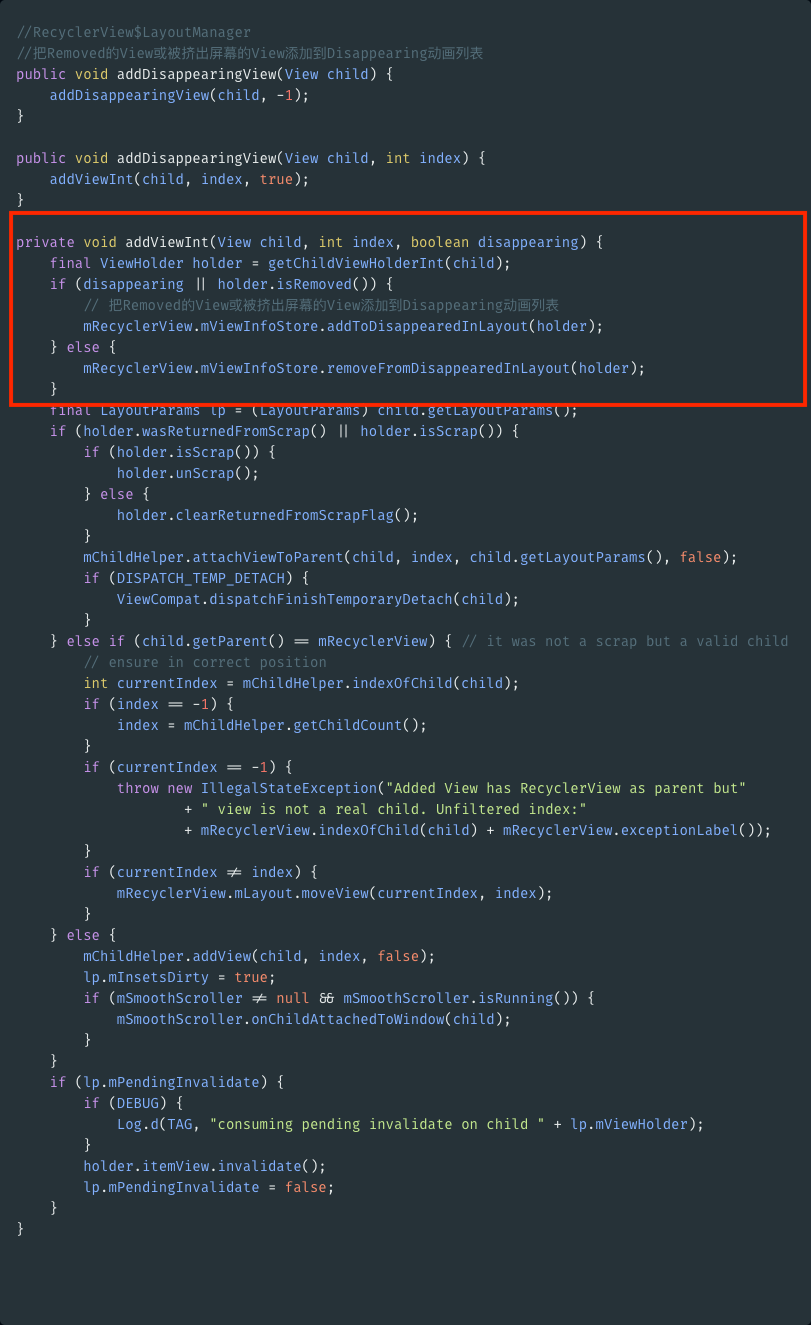 //RecyclerView$LayoutManager
//把Removed的View或被挤出屏幕的View添加到Disappearing动画列表
public void addDisappearingView(View child) {
    addDisappearingView(child, -1);
}

public void addDisappearingView(View child, int index) {
    addViewInt(child, index, true);
}

private void addViewInt(View child, int index, boolean disappearing) {
    final ViewHolder holder = getChildViewHolderInt(child);
    if (disappearing || holder.isRemoved()) {
        // 把Removed的View或被挤出屏幕的View添加到Disappearing动画列表
        mRecyclerView.mViewInfoStore.addToDisappearedInLayout(holder);
    } else {
        mRecyclerView.mViewInfoStore.removeFromDisappearedInLayout(holder);
    }
    final LayoutParams lp = (LayoutParams) child.getLayoutParams();
    if (holder.wasReturnedFromScrap() || holder.isScrap()) {
        if (holder.isScrap()) {
            holder.unScrap();
        } else {
            holder.clearReturnedFromScrapFlag();
        }
        mChildHelper.attachViewToParent(child, index, child.getLayoutParams(), false);
        if (DISPATCH_TEMP_DETACH) {
            ViewCompat.dispatchFinishTemporaryDetach(child);
        }
    } else if (child.getParent() == mRecyclerView) { // it was not a scrap but a valid child
        // ensure in correct position
        int currentIndex = mChildHelper.indexOfChild(child);
        if (index == -1) {
            index = mChildHelper.getChildCount();
        }
        if (currentIndex == -1) {
            throw new IllegalStateException("Added View has RecyclerView as parent but"
                    + " view is not a real child. Unfiltered index:"
                    + mRecyclerView.indexOfChild(child) + mRecyclerView.exceptionLabel());
        }
        if (currentIndex != index) {
            mRecyclerView.mLayout.moveView(currentIndex, index);
        }
    } else {
        mChildHelper.addView(child, index, false);
        lp.mInsetsDirty = true;
        if (mSmoothScroller != null && mSmoothScroller.isRunning()) {
            mSmoothScroller.onChildAttachedToWindow(child);
        }
    }
    if (lp.mPendingInvalidate) {
        if (DEBUG) {
            Log.d(TAG, "consuming pending invalidate on child " + lp.mViewHolder);
        }
        holder.itemView.invalidate();
        lp.mPendingInvalidate = false;
    }
}